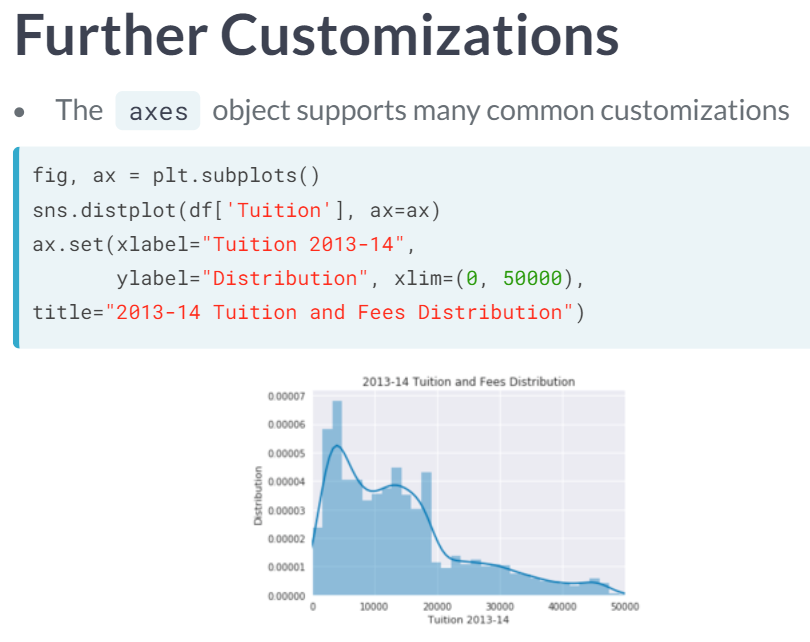 Further Customizations
• The axes object supports many common customizations
fig, ax = plt.subplots()
sns.distplot(df['Tuition'], ax=ax)
ax.set(xlabel="Tuition 2013-14",
       ylabel="Distribution", xlim=(0, 50000),
title="2013-14 Tuition and Fees Distribution")
2013-14 Tuition and Fees Distribution
0.00007
0.00006
0.00005
0.00004
0.00003
0.00002
0.00001
0.00000
Distribution
0 10000 20000 30000 40000 50000
Tuition 2013-14